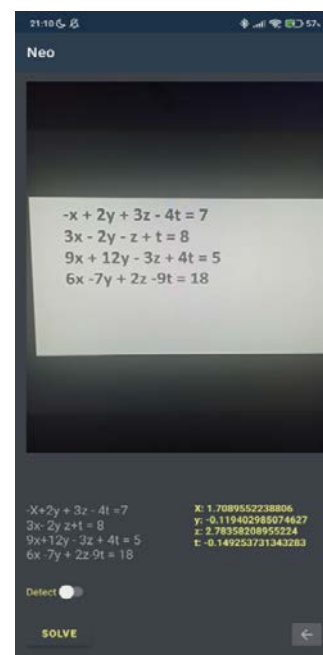 21:10
57
Neo
-x + 2y + 3z - 4t = 7
3x - 2y - z + t = 8
9x + 12y - 3z + 4t = 5
6x -7y + 2z -9t = 18
-X+2y + 3z - 4t =7
3x- 2y z+t = 8
9x+12y - 3z + 4t = 5
6x -7y + 2z-9t = 18
X: 1.7089552238806
y: -0.119402985074627
z: 2.78358208955224
t: -0.149253731343283
Detect
SOLVE